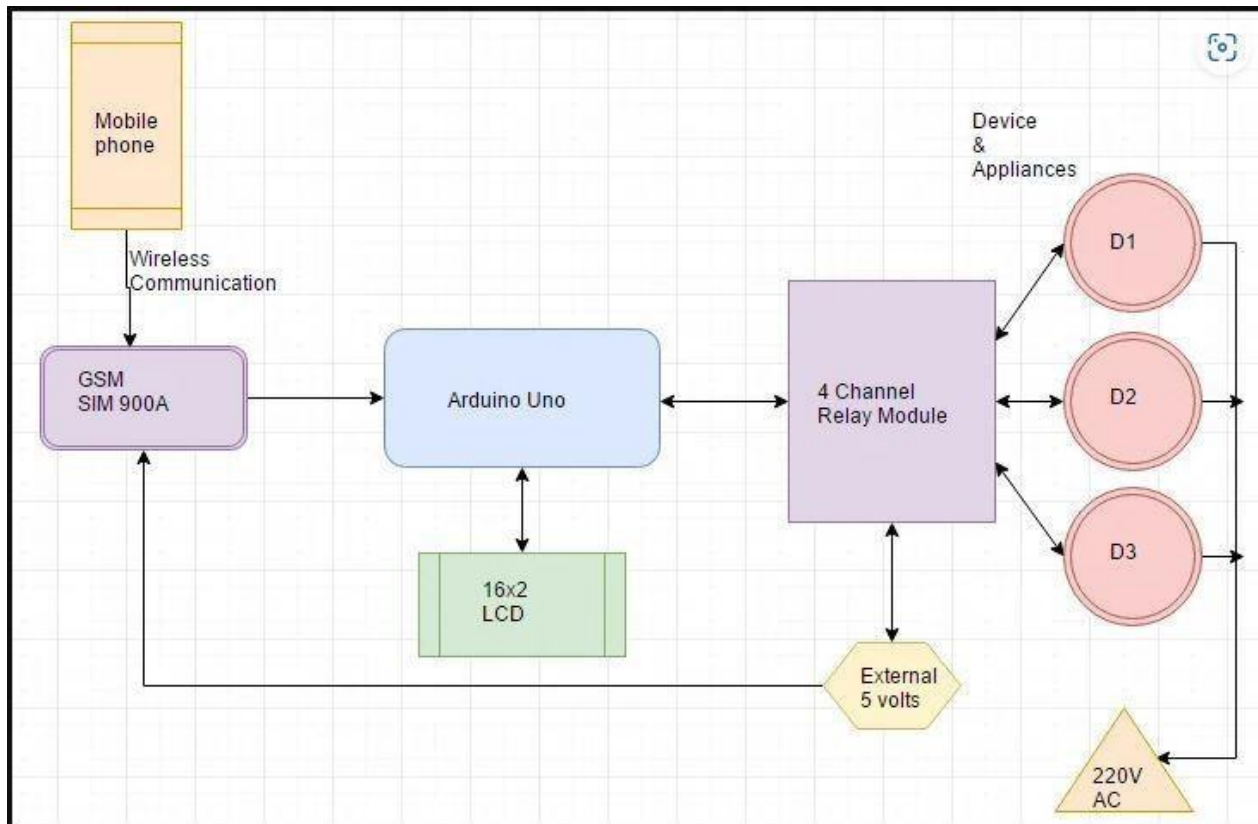 Mobile
phone
Wireless
Communication
GSM
SIM 900A
Arduino Uno
16x2
LCD
4 Channel
Relay Module
External
5 volts
Device
&
Appliances
D1
D2
D3
220V
AC